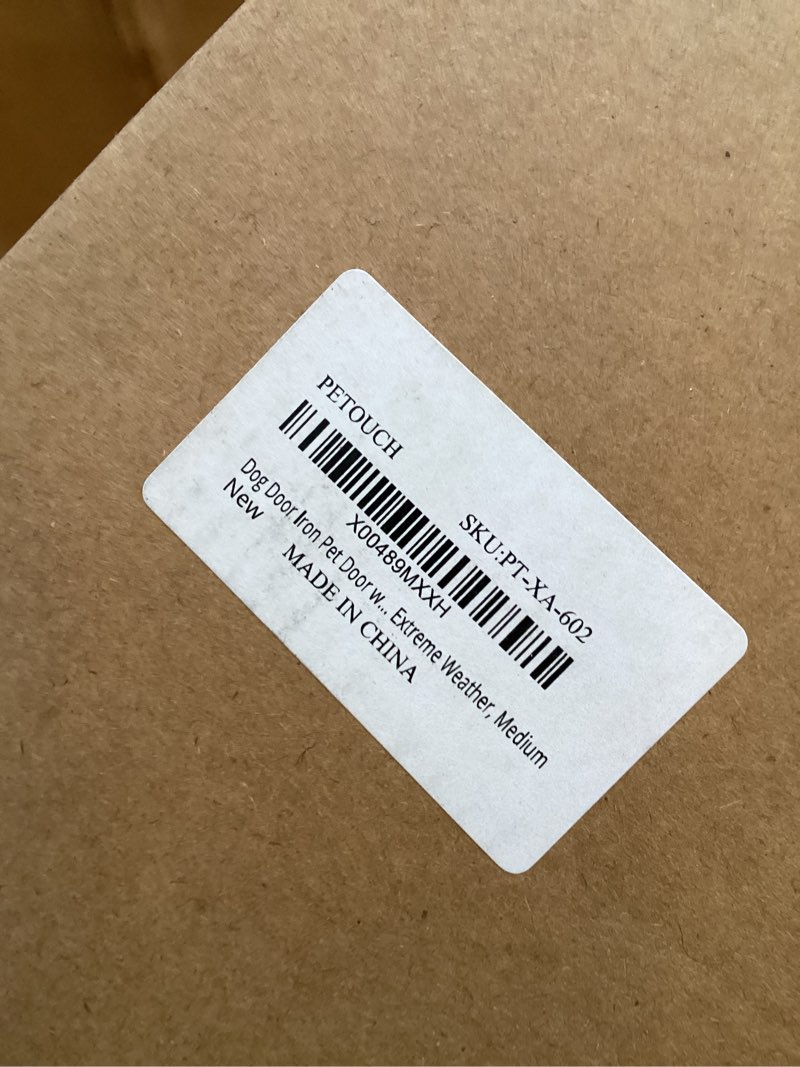 PETOUCH
SKU:PT-XA-602
X00489MXXH
Dog Door Iron Pet Door w... Extreme Weather, Medium
New
MADE IN CHINA